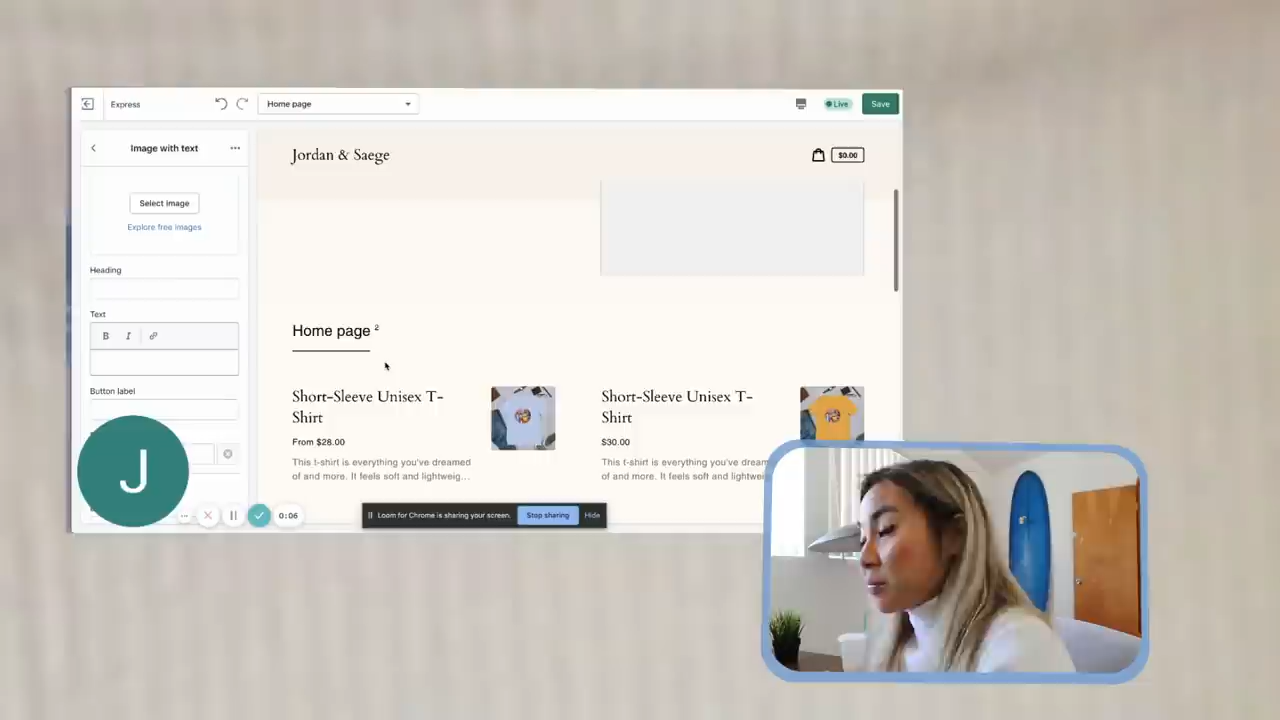 Express
Home page
Live
Save
Image with text
Jordan & Saege
$0.00
Select image
Explore free images
Heading
Text
B I
Button label
Home page 2
Short-Sleeve Unisex T-
Shirt
From $28.00
This t-shirt is everything you've dreamed
of and more. It feels soft and lightweig...
Short-Sleeve Unisex T-
Shirt
$30.00
This t-shirt is everything you've dreamed
of and more. It feels soft and
J
0:06
Loom for Chrome is sharing your screen.
Stop sharing
Hide